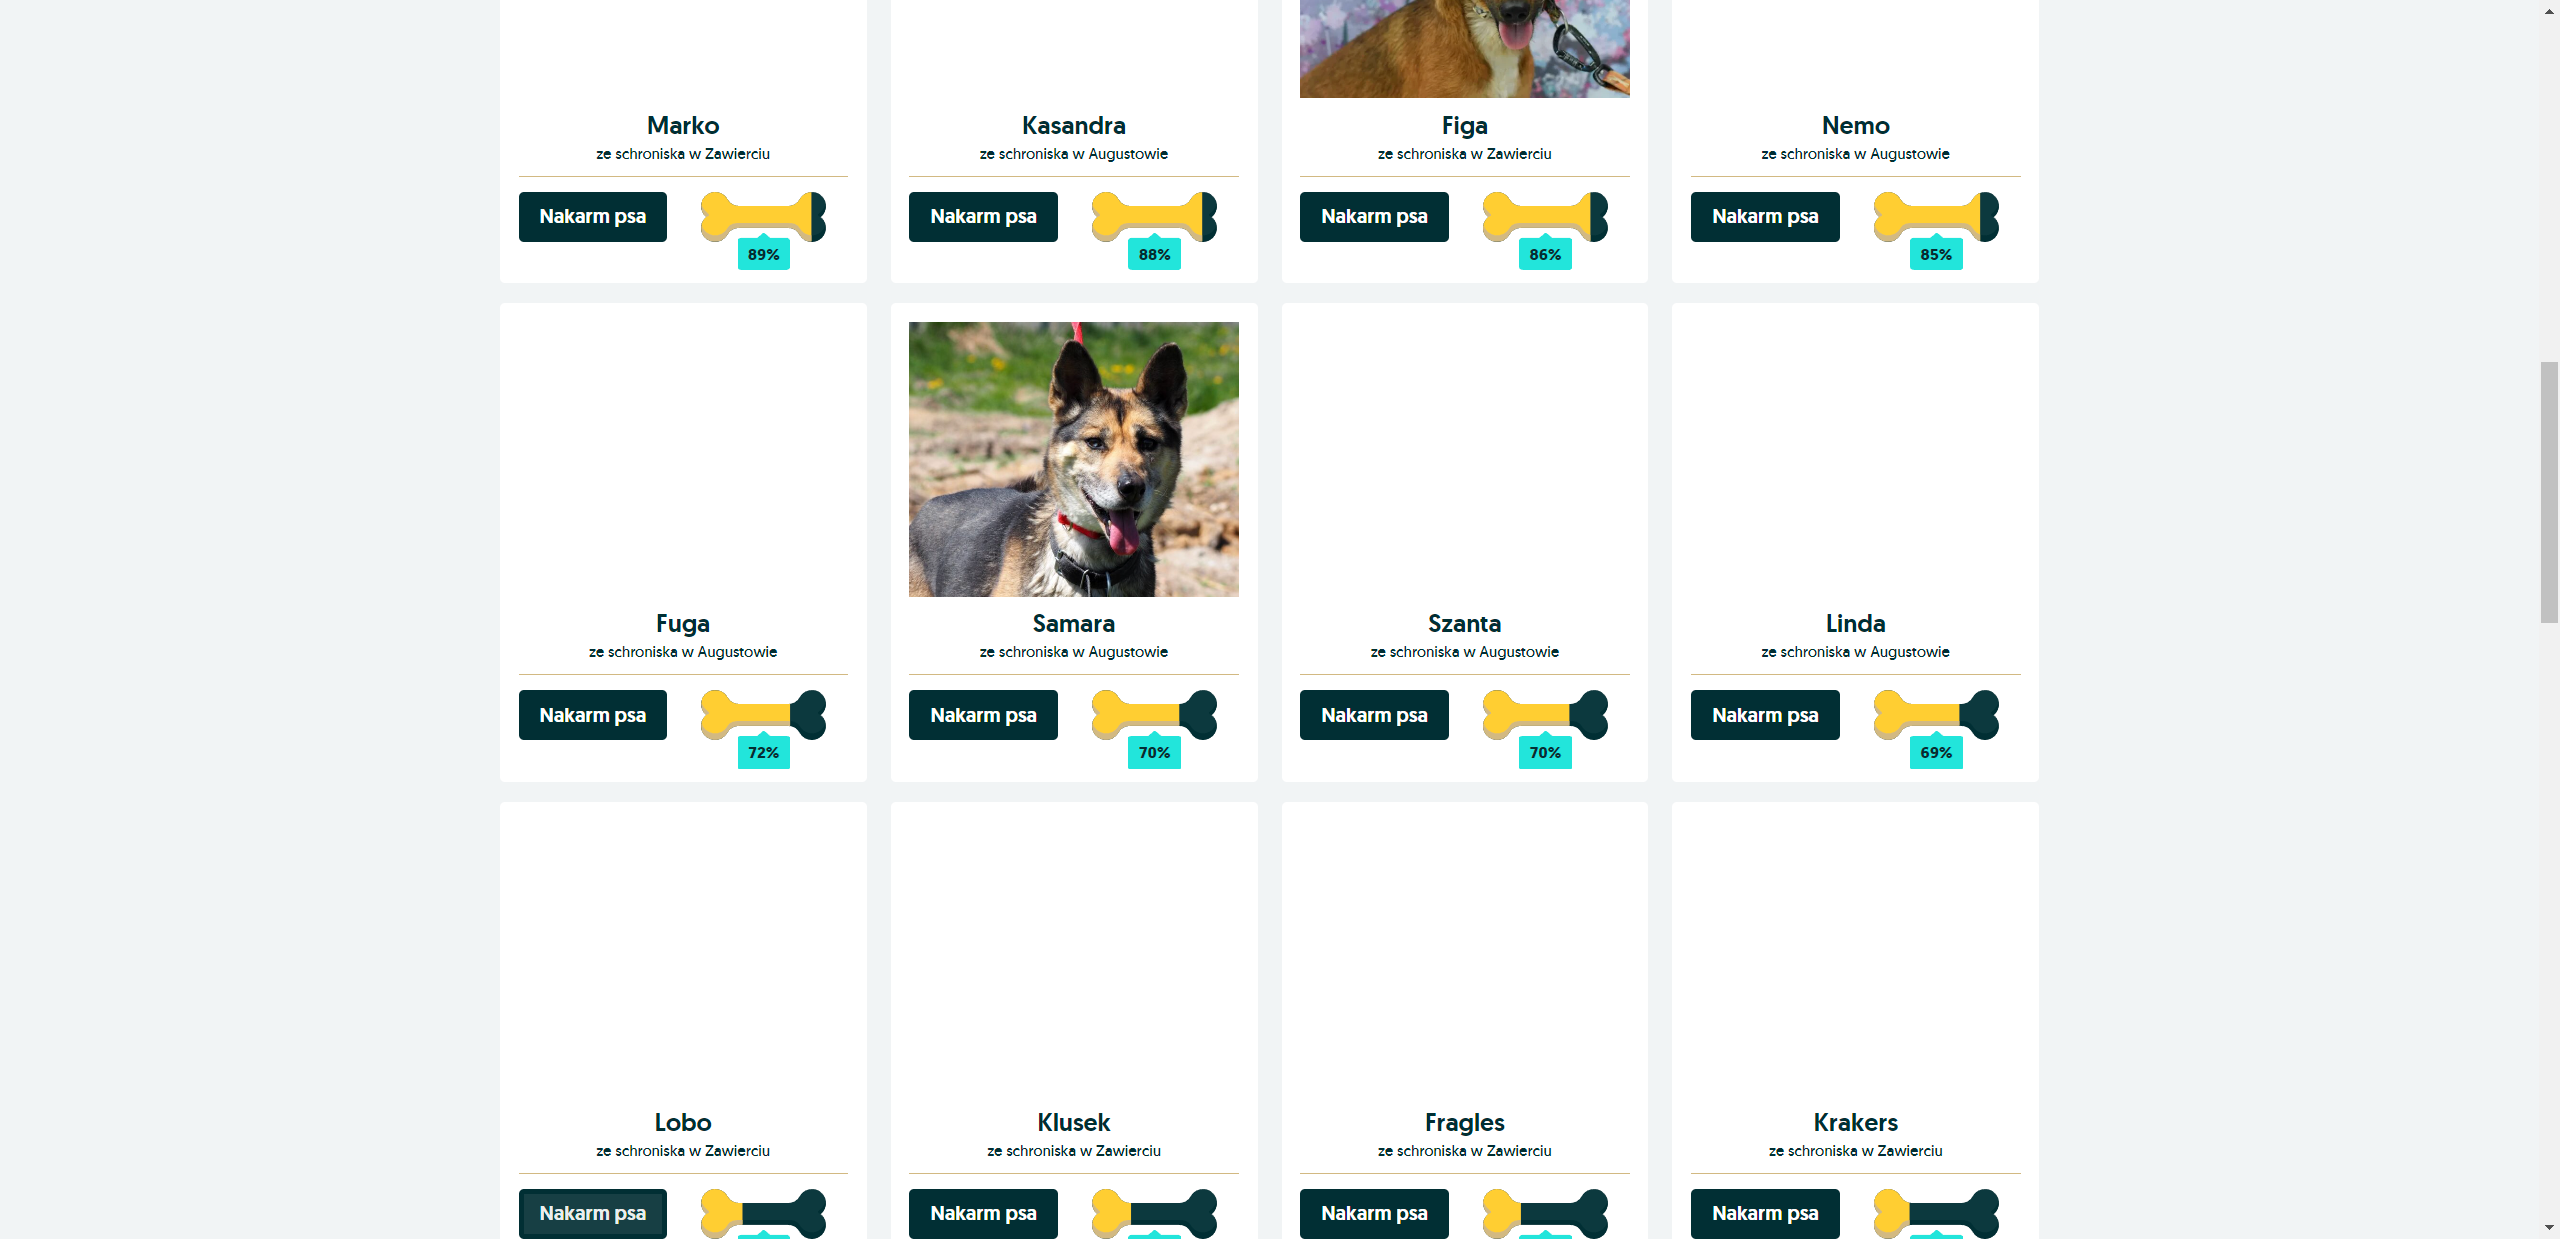 Marko
ze schroniska w Zawierciu
Nakarm psa
89%
Kasandra
ze schroniska w Augustowie
Nakarm psa
88%
Figa
ze schroniska w Zawierciu
Nakarm psa
86%
Nemo
ze schroniska w Augustowie
Nakarm psa
85%
Fuga
ze schroniska w Augustowie
Nakarm psa
72%
Samara
ze schroniska w Augustowie
Nakarm psa
70%
Szanta
ze schroniska w Augustowie
Nakarm psa
70%
Linda
ze schroniska w Augustowie
Nakarm psa
69%
Lobo
ze schroniska w Zawierciu
Nakarm psa
Klusek
ze schroniska w Zawierciu
Nakarm psa
Fragles
ze schroniska w Zawierciu
Nakarm psa
Krakers
ze schroniska w Zawierciu
Nakarm psa